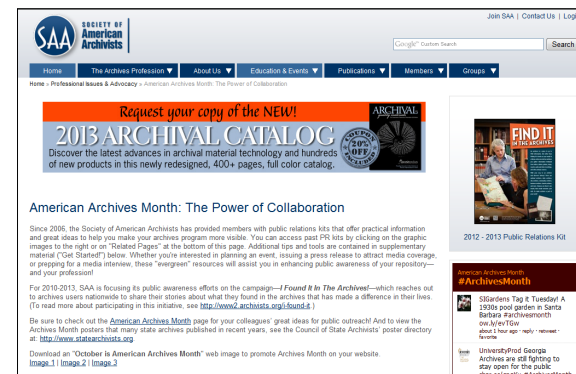 Join SAA | Contact Us | Logi
SOCIETY OF
American
Archivists
SAA
Google™ Custom Search
Search
Home
The Archives Profession ▼
About Us ▼
Education & Events ▼
Publications ▼
Members ▼
Groups ▼
Home » Professional Issues & Advocacy » American Archives Month: The Power of Collaboration
Request your copy of the NEW!
2013 ARCHIVAL CATALOG
Discover the latest advances in archival material technology and hundreds
of new products in this newly redesigned, 400+ pages, full color catalog.
COUPON
20%
OFF
INCLUDED
ARCHIVAL
FIND IT
IN THE ARCHIVES
2012 - 2013 Public Relations Kit
American Archives Month: The Power of Collaboration
Since 2006, the Society of American Archivists has provided members with public relations kits that offer practical information
and great ideas to help you make your archives program more visible. You can access past PR kits by clicking on the graphic
images to the right or on "Related Pages" at the bottom of this page. Additional tips and tools are contained in supplementary
material ("Get Started!") below. Whether you're interested in planning an event, issuing a press release to attract media coverage,
or prepping for a media interview, these "evergreen" resources will assist you in enhancing public awareness of your repository—
and your profession!
For 2010-2013, SAA is focusing its public awareness efforts on the campaign—I Found It In The Archives!—which reaches out
to archives users nationwide to share their stories about what they found in the archives that has made a difference in their lives.
(To read more about participating in this initiative, see http://www2.archivists.org/i-found-it.)
Be sure to check out the American Archives Month page for your colleagues' great ideas for public outreach! And to view the
Archives Month posters that many state archives published in recent years, see the Council of State Archivists' poster directory
at: http://www.statearchivists.org.
Download an "October is American Archives Month" web image to promote Archives Month on your website.
Image 1 | Image 2 | Image 3
American Archives Month
#ArchivesMonth
SIGardens Tag it Tuesday! A
1930s pool garden in Santa
Barbara #archivesmonth
ow.ly/evTGw
about 1 hour ago · reply · retweet ·
favorite
UniversityProd Georgia
Archives are still fighting to
stay open for the public